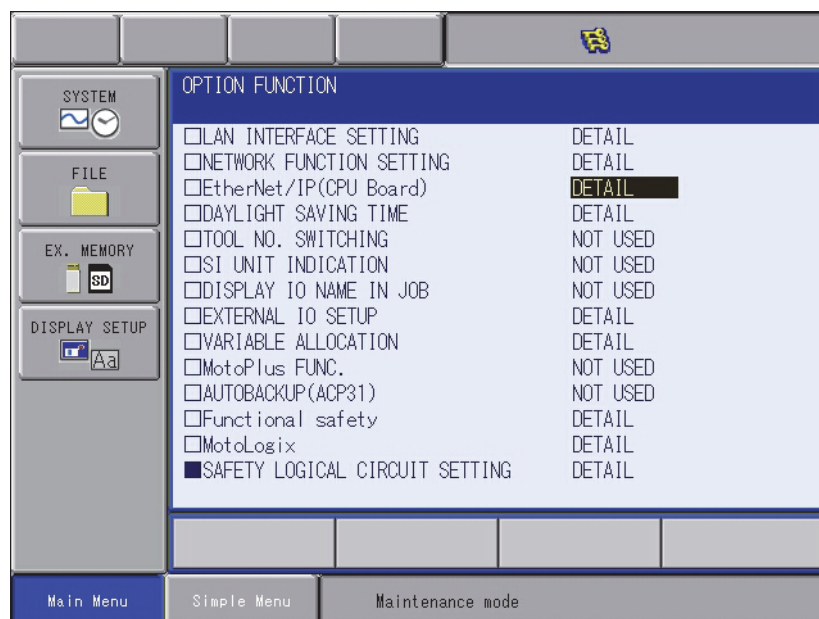 SYSTEM
FILE
EX. MEMORY
SD
DISPLAY SETUP
Aa
OPTION FUNCTION
□LAN INTERFACE SETTING DETAIL
□NETWORK FUNCTION SETTING DETAIL
□EtherNet/IP(CPU Board) DETAIL
□DAYLIGHT SAVING TIME DETAIL
□TOOL NO. SWITCHING NOT USED
□SI UNIT INDICATION NOT USED
□DISPLAY IO NAME IN JOB NOT USED
□EXTERNAL IO SETUP DETAIL
□VARIABLE ALLOCATION DETAIL
□MotoPlus FUNC. NOT USED
□AUTOBACKUP(ACP31) NOT USED
□Functional safety DETAIL
□MotoLogix DETAIL
■SAFETY LOGICAL CIRCUIT SETTING DETAIL
Main Menu
Simple Menu
Maintenance mode